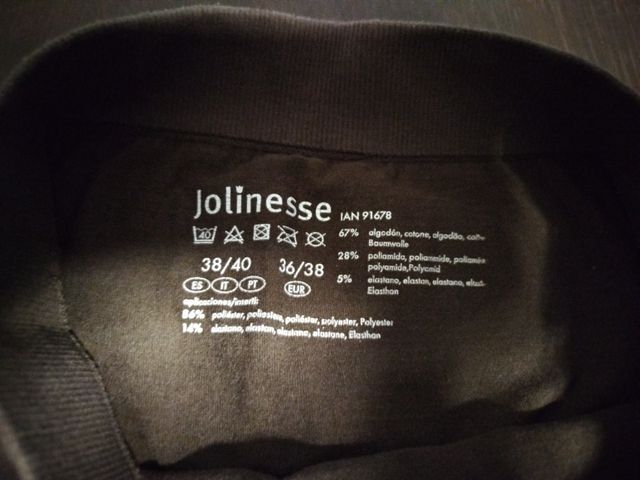 Jolinesse IAN 91678
40
67% algodón, cotone, algodão,
Baumwolle
28% poliamida, poliammide, poliamida
polyamide, Polyamid
5% elastano, elastan, elastano,
Elasthan
38/40 36/38
ES IT PT EUR
aplicaciones/inserti:
86% poliéster, poliestere, poliéster, polyester, Polyester
14% elastano, elastan, elastano, elastane, Elasthan